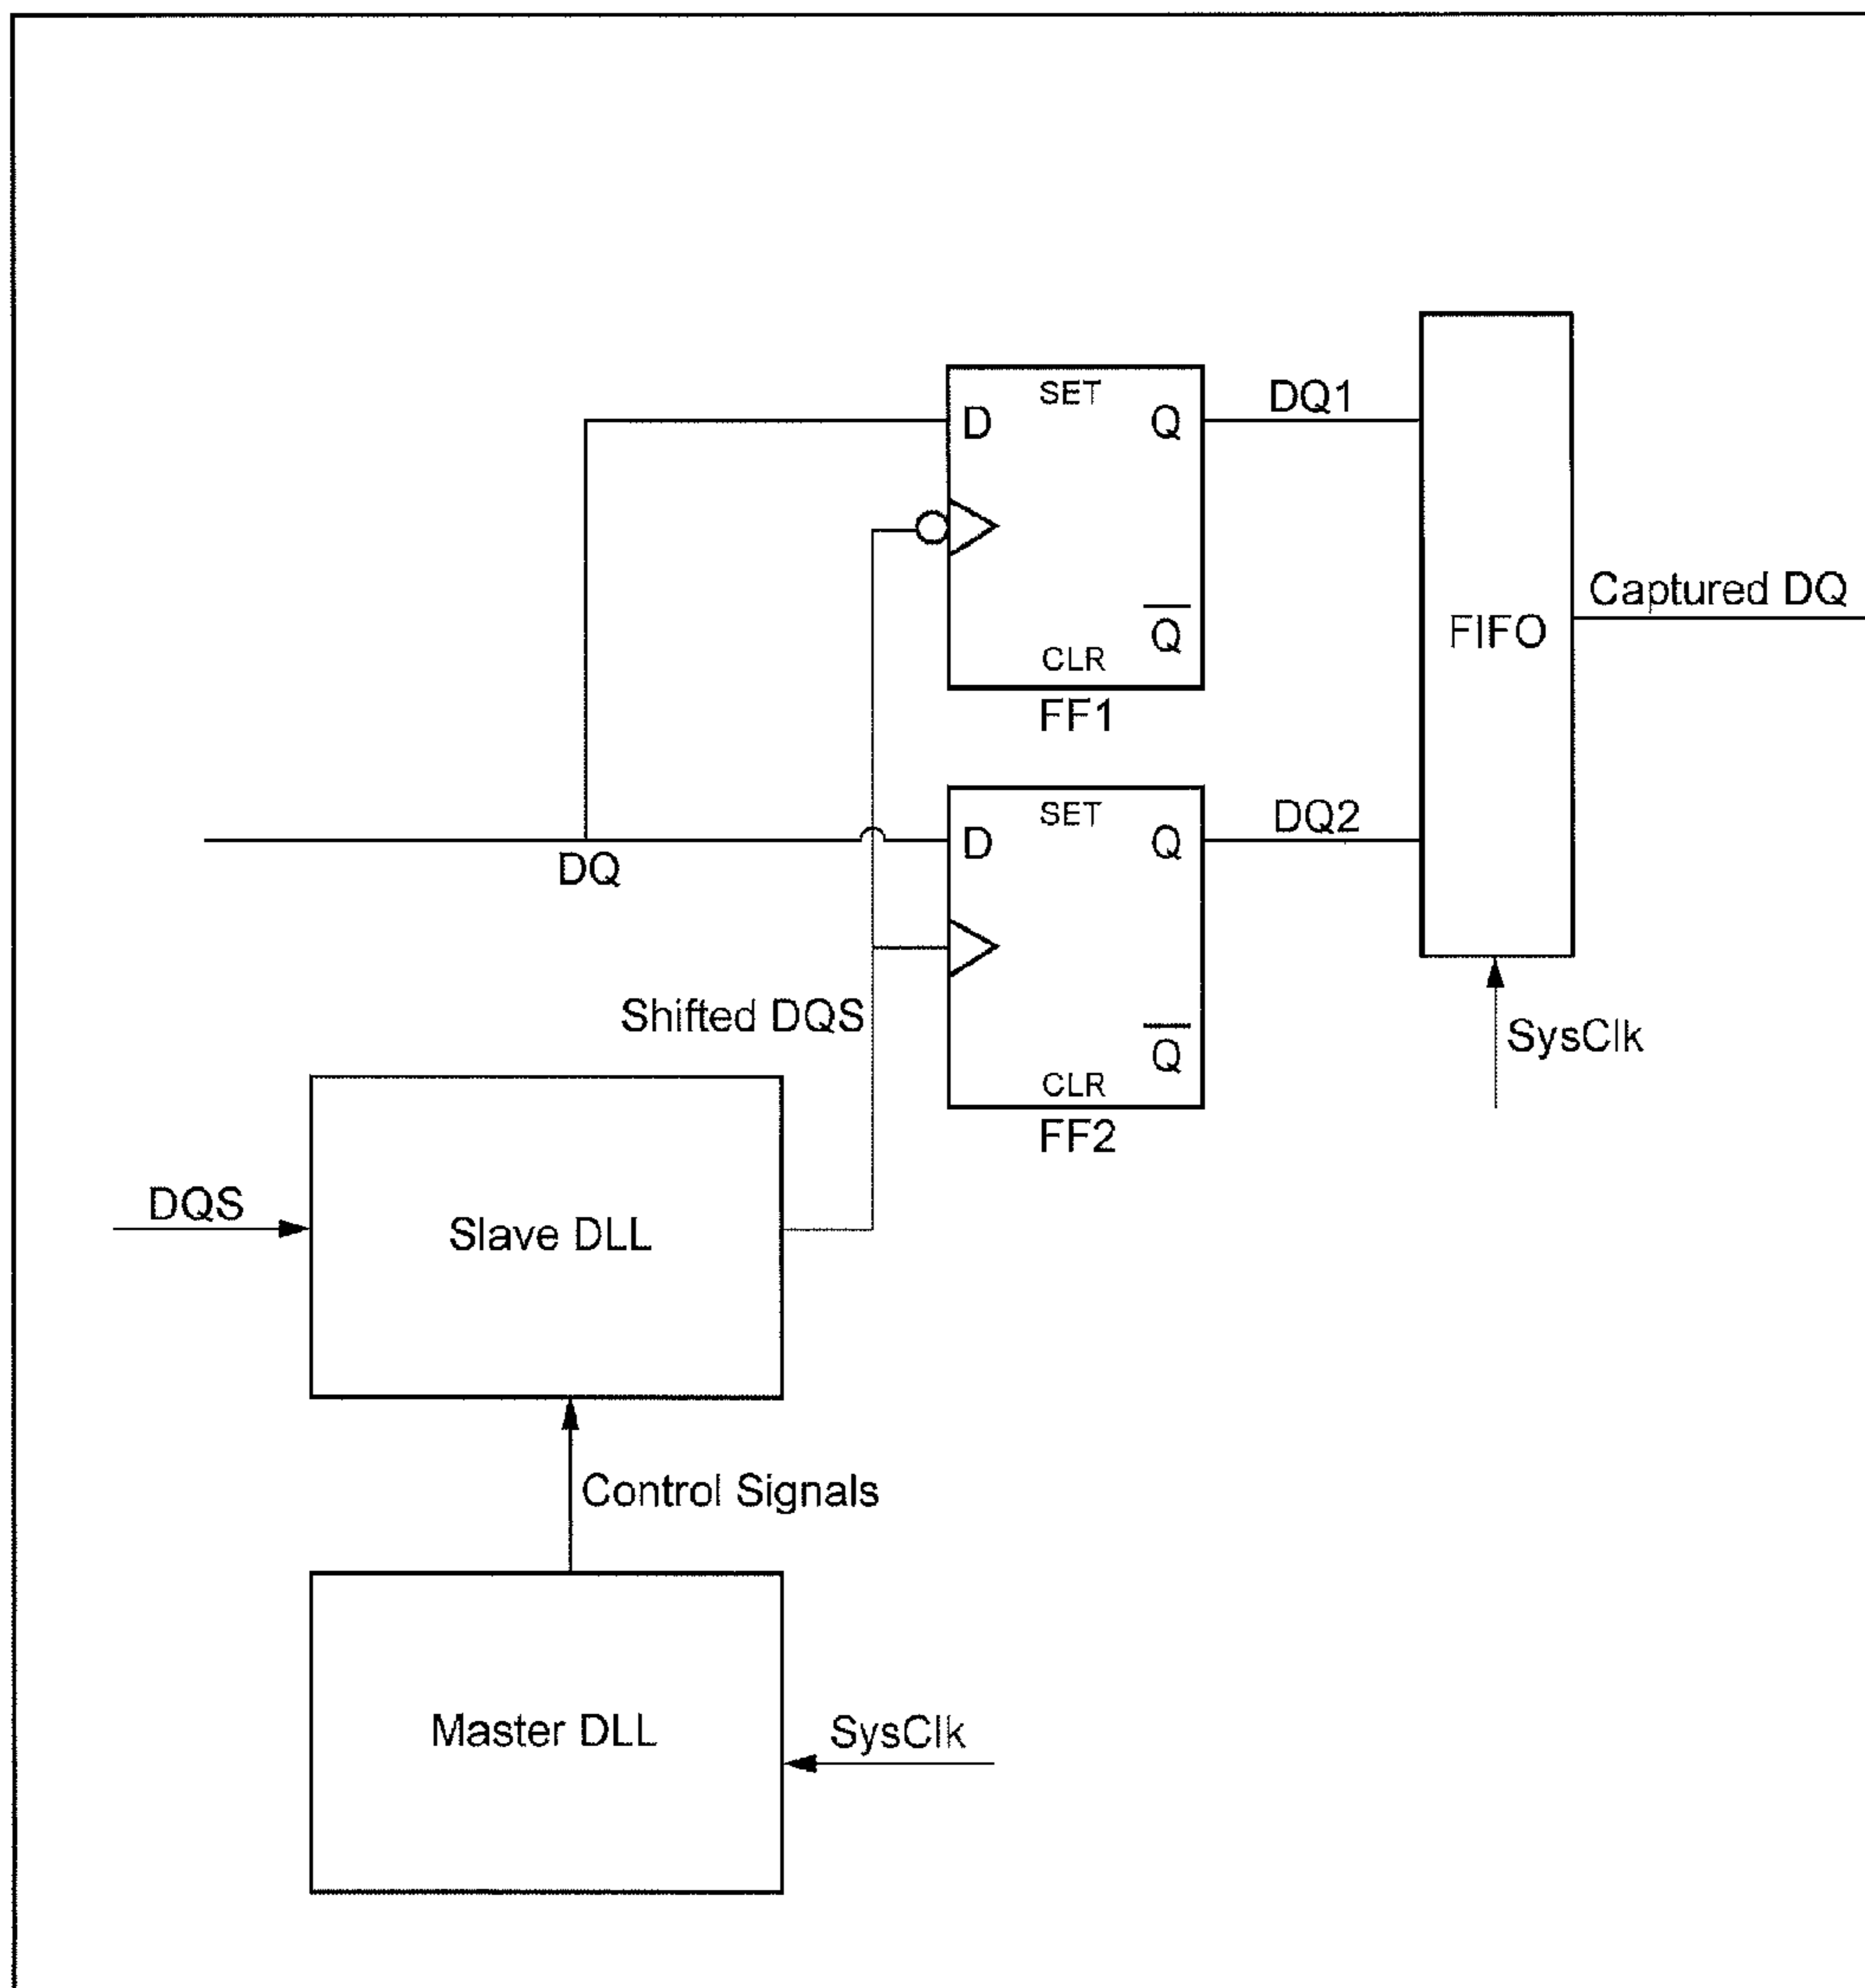 SET
D
Q
DQ1
Q
CLR
FF1
FIFO
Captured DQ
SET
D
Q
DQ2
DQ
Q
CLR
FF2
Shifted DQS
SysClk
DQS
Slave DLL
Control Signals
Master DLL
SysClk